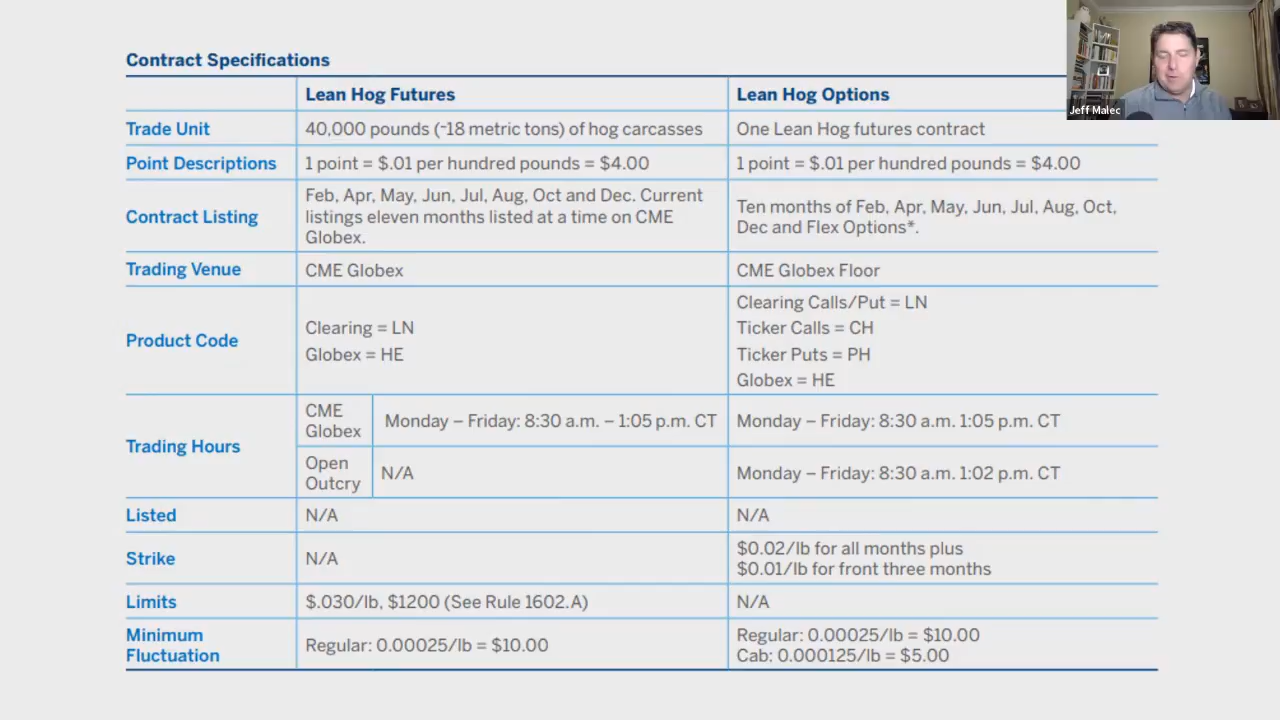 Contract Specifications
Lean Hog Futures
Lean Hog Options
Trade Unit
40,000 pounds (~18 metric tons) of hog carcasses
One Lean Hog futures contract
Point Descriptions
1 point = $.01 per hundred pounds = $4.00
1 point = $.01 per hundred pounds = $4.00
Contract Listing
Feb, Apr, May, Jun, Jul, Aug, Oct and Dec. Current
listings eleven months listed at a time on CME
Globex.
Ten months of Feb, Apr, May, Jun, Jul, Aug, Oct,
Dec and Flex Options*.
Trading Venue
CME Globex
CME Globex Floor
Product Code
Clearing = LN
Globex = HE
Clearing Calls/Put = LN
Ticker Calls = CH
Ticker Puts = PH
Globex = HE
Trading Hours
CME
Globex
Monday – Friday: 8:30 a.m. – 1:05 p.m. CT
Monday – Friday: 8:30 a.m. 1:05 p.m. CT
Open
Outcry
N/A
Monday – Friday: 8:30 a.m. 1:02 p.m. CT
Listed
N/A
N/A
Strike
N/A
$0.02/lb for all months plus
$0.01/lb for front three months
Limits
$.030/lb, $1200 (See Rule 1602.A)
N/A
Minimum
Fluctuation
Regular: 0.00025/lb = $10.00
Regular: 0.00025/lb = $10.00
Cab: 0.000125/lb = $5.00
Jeff Malec